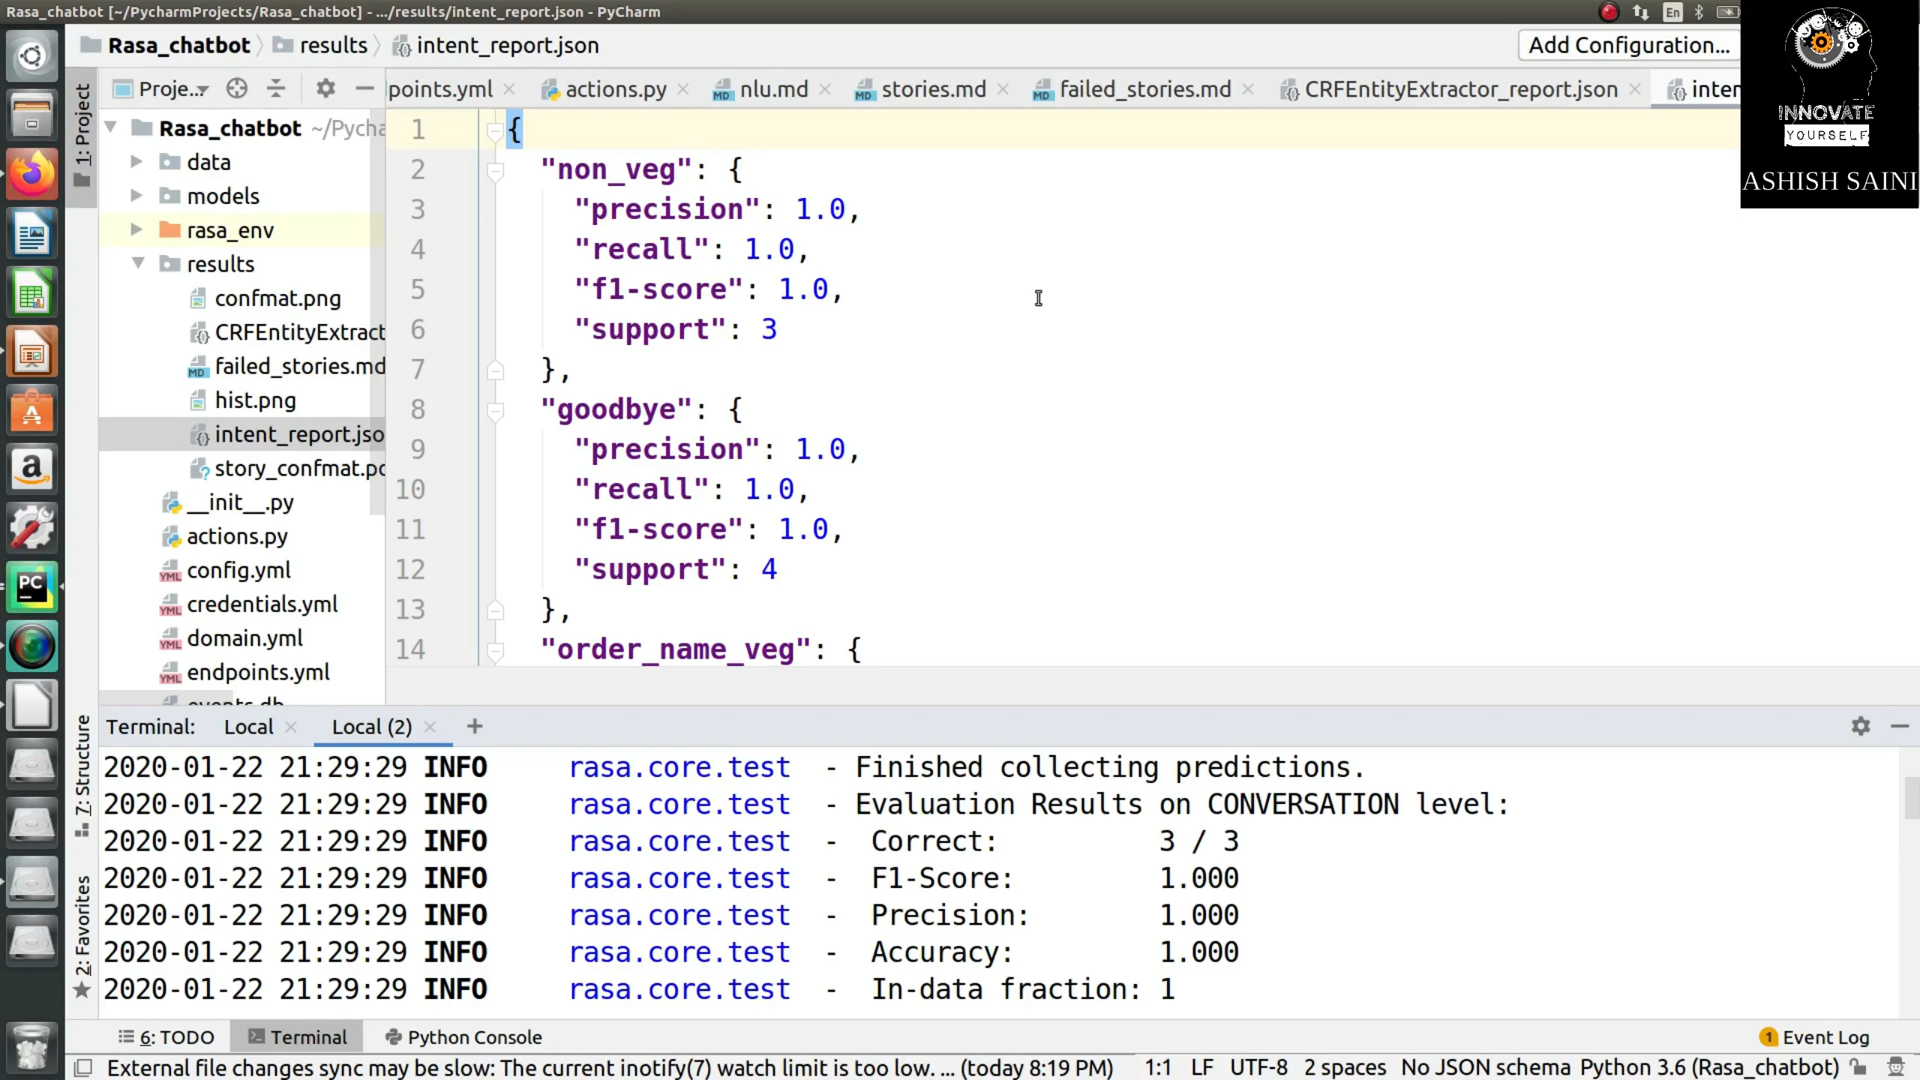 Rasa_chatbot [~/PycharmProjects/Rasa_chatbot] - .../results/intent_report.json - PyCharm
En
Rasa_chatbot results intent_report.json
Add Configuration...
INNOVATE
YOURSELF
ASHISH SAINI
1: Project
Proje...
points.yml actions.py nlu.md stories.md failed_stories.md CRFEntityExtractor_report.json inten
Rasa_chatbot ~/Pycha
data
models
rasa_env
results
confmat.png
CRFEntityExtract
failed_stories.md
hist.png
intent_report.jso
story_confmat.pd
__init__.py
actions.py
config.yml
credentials.yml
domain.yml
endpoints.yml
events.db
1 {
2 "non_veg": {
3 "precision": 1.0,
4 "recall": 1.0,
5 "f1-score": 1.0,
6 "support": 3
7 },
8 "goodbye": {
9 "precision": 1.0,
10 "recall": 1.0,
11 "f1-score": 1.0,
12 "support": 4
13 },
14 "order_name_veg": {
7: Structure
2: Favorites
Terminal: Local Local (2) +
2020-01-22 21:29:29 INFO rasa.core.test - Finished collecting predictions.
2020-01-22 21:29:29 INFO rasa.core.test - Evaluation Results on CONVERSATION level:
2020-01-22 21:29:29 INFO rasa.core.test - Correct: 3 / 3
2020-01-22 21:29:29 INFO rasa.core.test - F1-Score: 1.000
2020-01-22 21:29:29 INFO rasa.core.test - Precision: 1.000
2020-01-22 21:29:29 INFO rasa.core.test - Accuracy: 1.000
2020-01-22 21:29:29 INFO rasa.core.test - In-data fraction: 1
6: TODO Terminal Python Console 1 Event Log
External file changes sync may be slow: The current inotify(7) watch limit is too low. ... (today 8:19 PM) 1:1 LF UTF-8 2 spaces No JSON schema Python 3.6 (Rasa_chatbot)